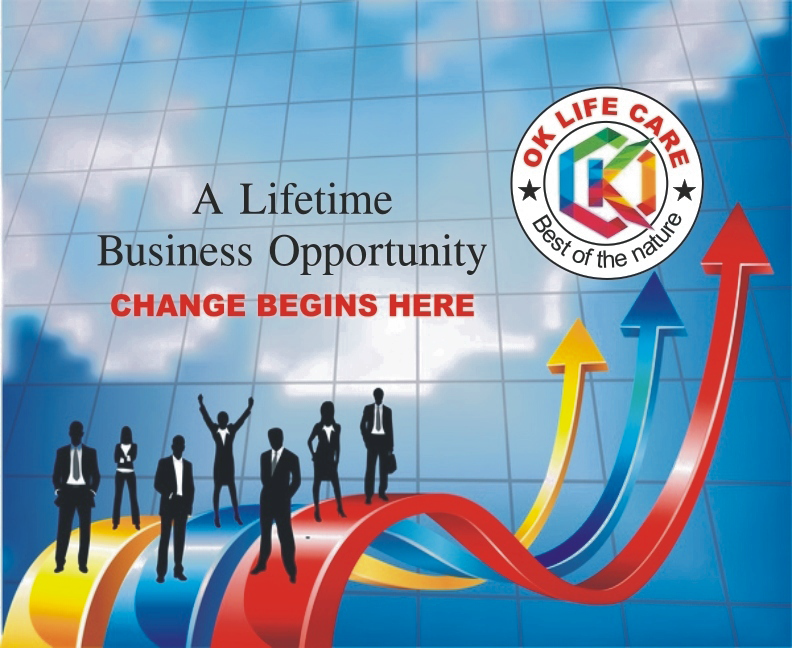 A Lifetime
Business Opportunity
CHANGE BEGINS HERE
OK LIFE CARE
Best of the nature